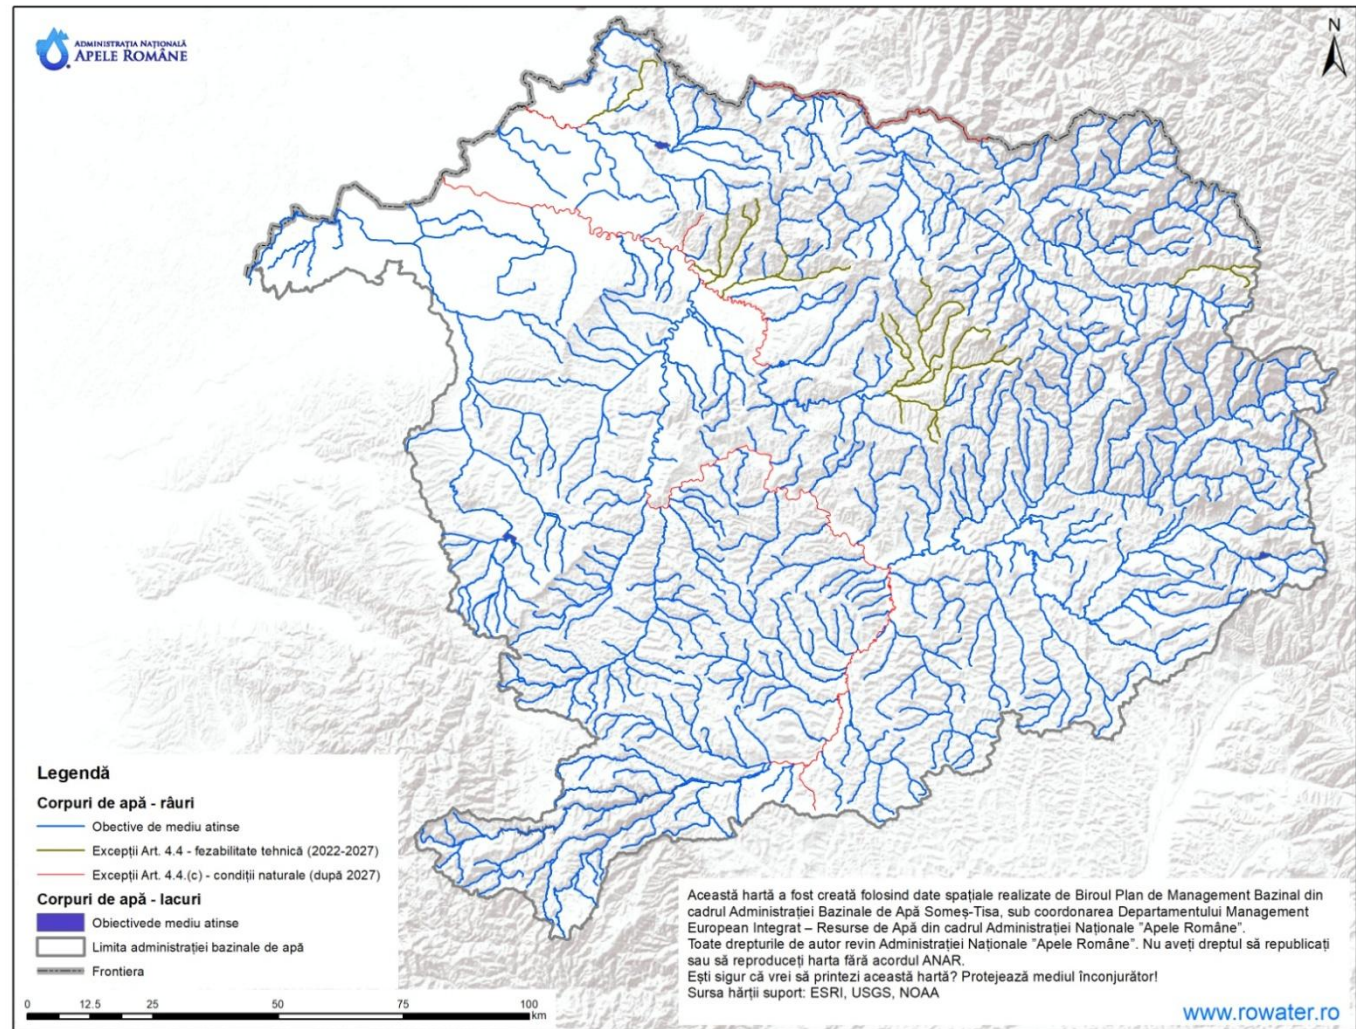 ADMINISTRAȚIA NAȚIONALĂ
APELE ROMÂNE
N
Legendă
Corpuri de apă - râuri
Obective de mediu atinse
Excepții Art. 4.4 - fezabilitate tehnică (2022-2027)
Excepții Art. 4.4.(c) - condiții naturale (după 2027)
Corpuri de apă - lacuri
Obiectivede mediu atinse
Limita administrației bazinale de apă
Frontiera
0 12.5 25 50 75 100
km
Această hartă a fost creată folosind date spațiale realizate de Biroul Plan de Management Bazinal din
cadrul Administrației Bazinale de Apă Someș-Tisa, sub coordonarea Departamentului Management
European Integrat – Resurse de Apă din cadrul Administrației Naționale "Apele Române".
Toate drepturile de autor revin Administrației Naționale "Apele Române". Nu aveți dreptul să republicați
sau să reproduceți harta fără acordul ANAR.
Ești sigur că vrei să printezi această hartă? Protejează mediul înconjurător!
Sursa hărții suport: ESRI, USGS, NOAA
www.rowater.ro